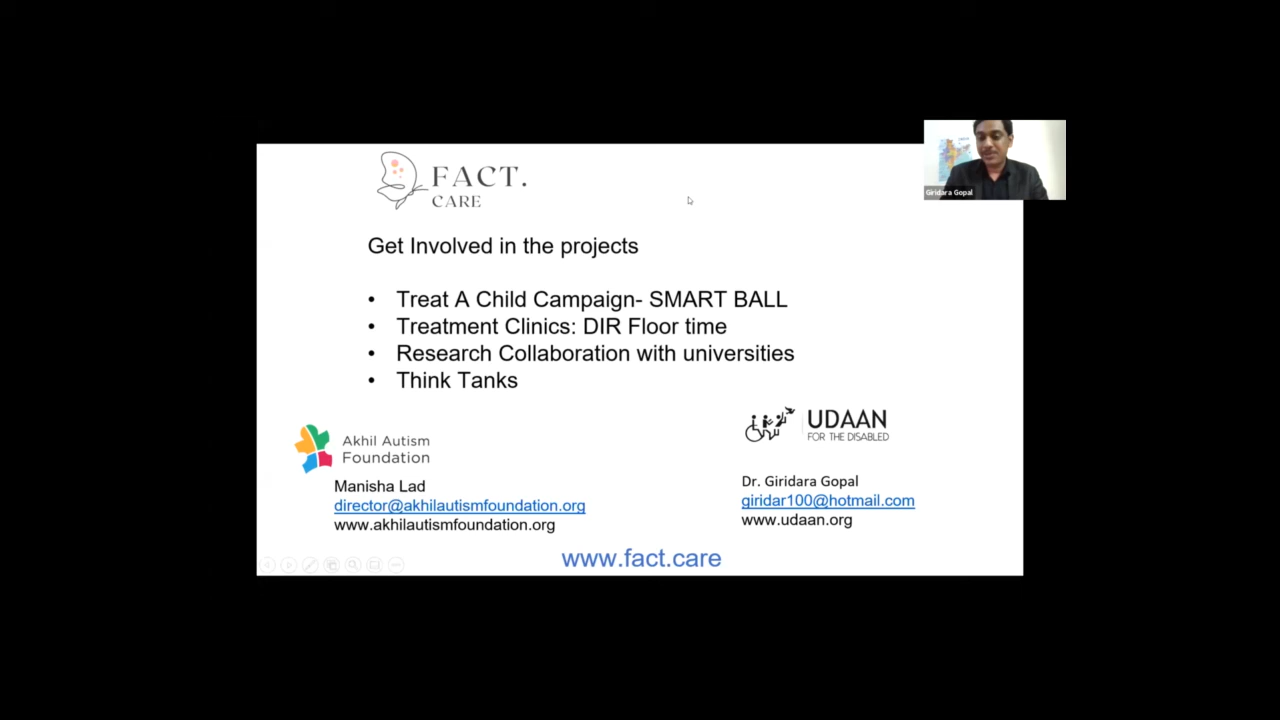 FACT.
CARE
Giridara Gopal
Get Involved in the projects
• Treat A Child Campaign- SMART BALL
• Treatment Clinics: DIR Floor time
• Research Collaboration with universities
• Think Tanks
Akhil Autism
Foundation
Manisha Lad
director@akhilautismfoundation.org
www.akhilautismfoundation.org
UDAAN
FOR THE DISABLED
Dr. Giridara Gopal
giridar100@hotmail.com
www.udaan.org
www.fact.care